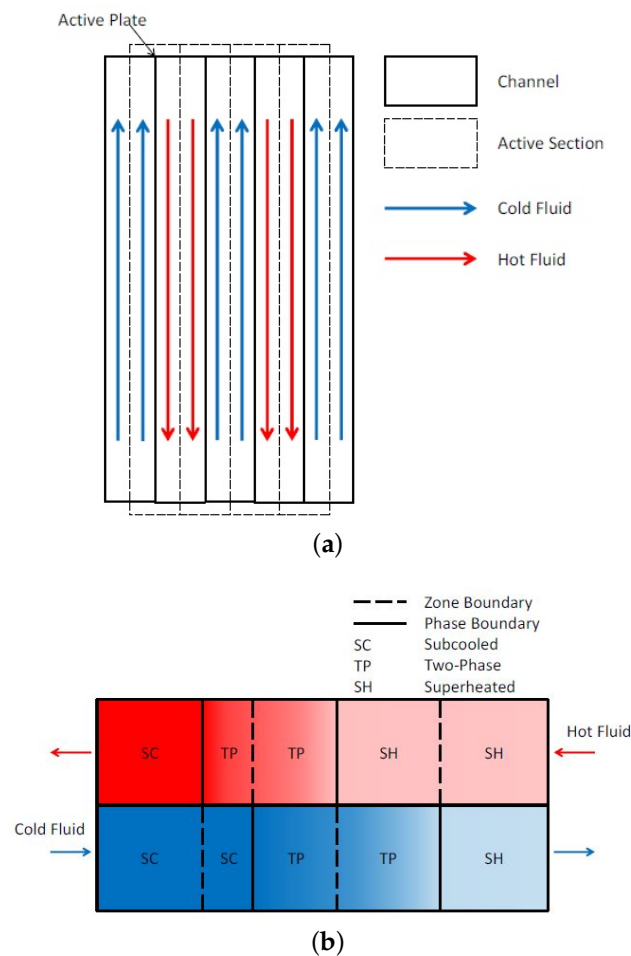 Active Plate
Channel
Active Section
Cold Fluid
Hot Fluid
(a)
Zone Boundary
Phase Boundary
SC Subcooled
TP Two-Phase
SH Superheated
Hot Fluid
SC TP TP SH SH
Cold Fluid
SC SC TP TP SH
(b)